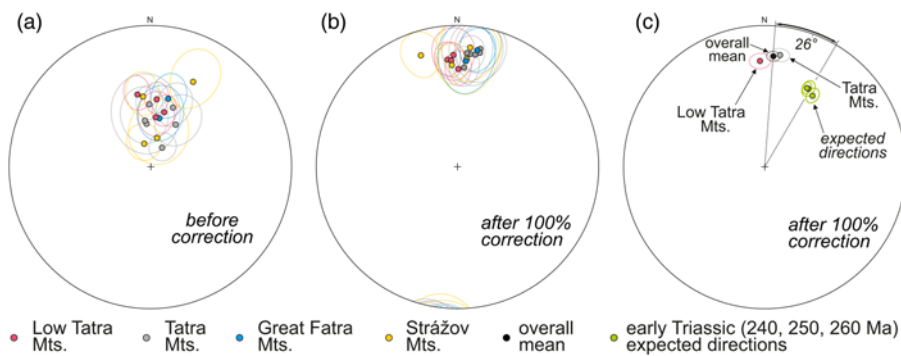 (a)
N
before
correction
(b)
after 100%
correction
(c)
N
26°
overall
mean
Low Tatra
Mts.
Tatra
Mts.
expected
directions
after 100%
correction
Low Tatra
Mts.
Tatra
Mts.
Great Fatra
Mts.
Strážov
Mts.
overall
mean
early Triassic (240, 250, 260 Ma)
expected directions